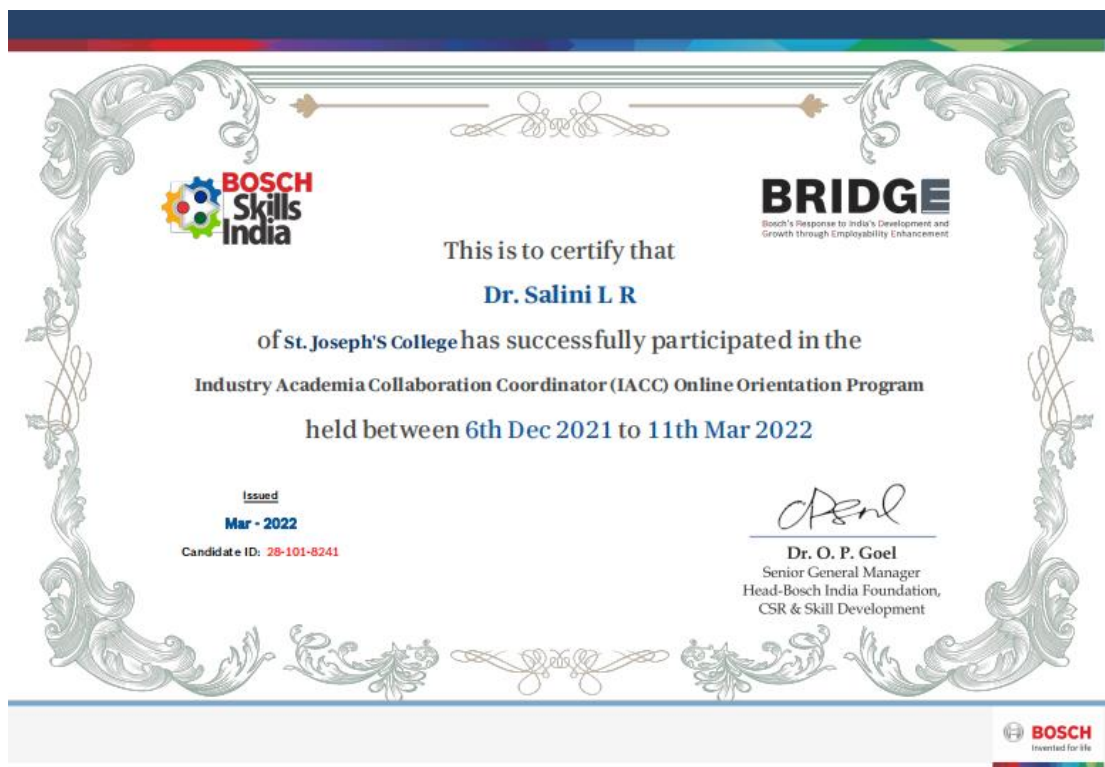 BOSCH
Skills
India
BRIDGE
Bosch's Response to India's Development and
Growth through Employability Enhancement
This is to certify that
Dr. Salini L R
of St. Joseph'S College has successfully participated in the
Industry Academia Collaboration Coordinator (IACC) Online Orientation Program
held between 6th Dec 2021 to 11th Mar 2022
Issued
Mar - 2022
Candidate ID: 28-101-8241
Dr. O. P. Goel
Senior General Manager
Head-Bosch India Foundation,
CSR & Skill Development
BOSCH
Invented for life